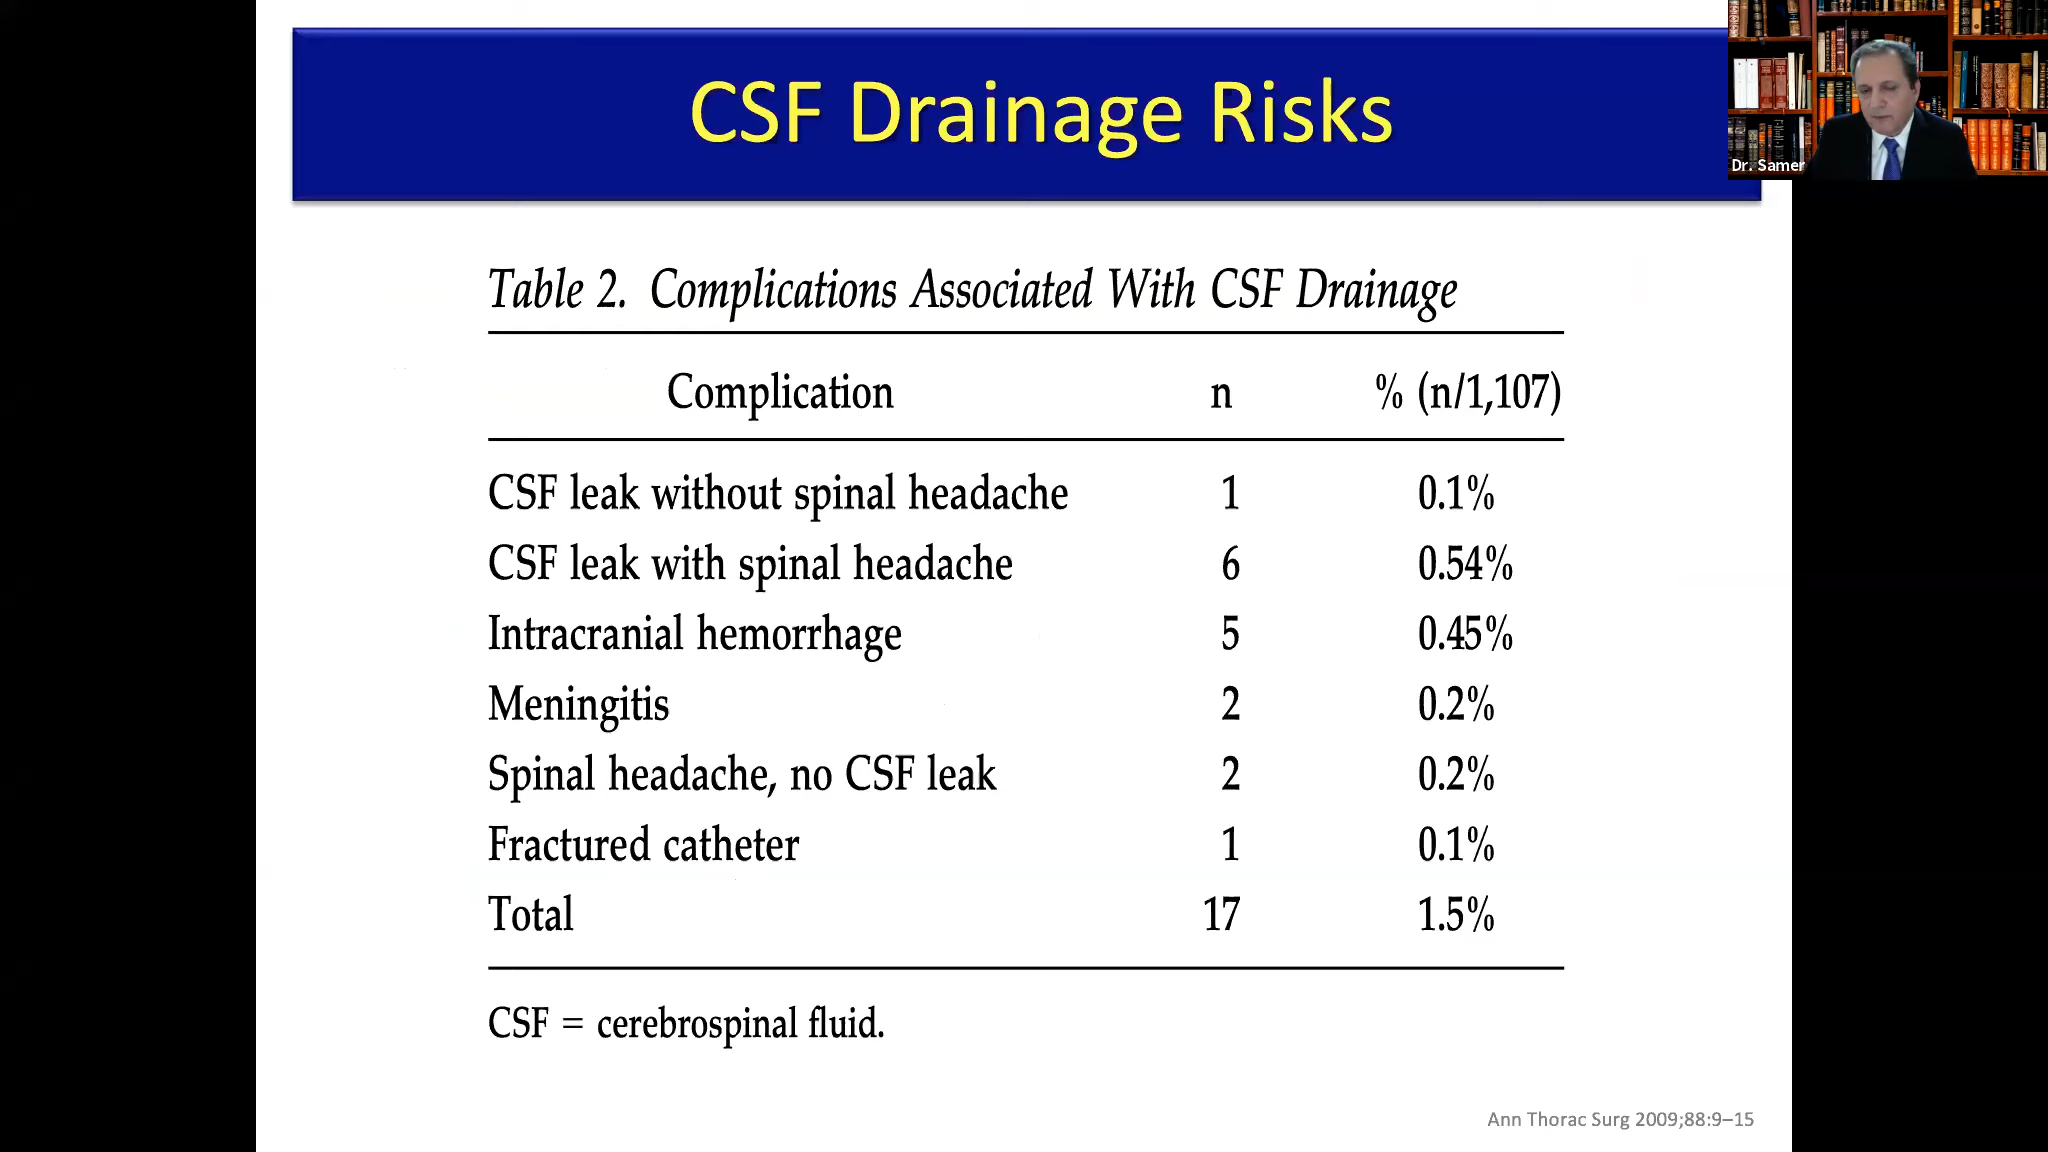 CSF Drainage Risks
Dr. Samer
Table 2. Complications Associated With CSF Drainage
Complication n % (n/1,107)
CSF leak without spinal headache 1 0.1%
CSF leak with spinal headache 6 0.54%
Intracranial hemorrhage 5 0.45%
Meningitis 2 0.2%
Spinal headache, no CSF leak 2 0.2%
Fractured catheter 1 0.1%
Total 17 1.5%
CSF = cerebrospinal fluid.
Ann Thorac Surg 2009;88:9–15